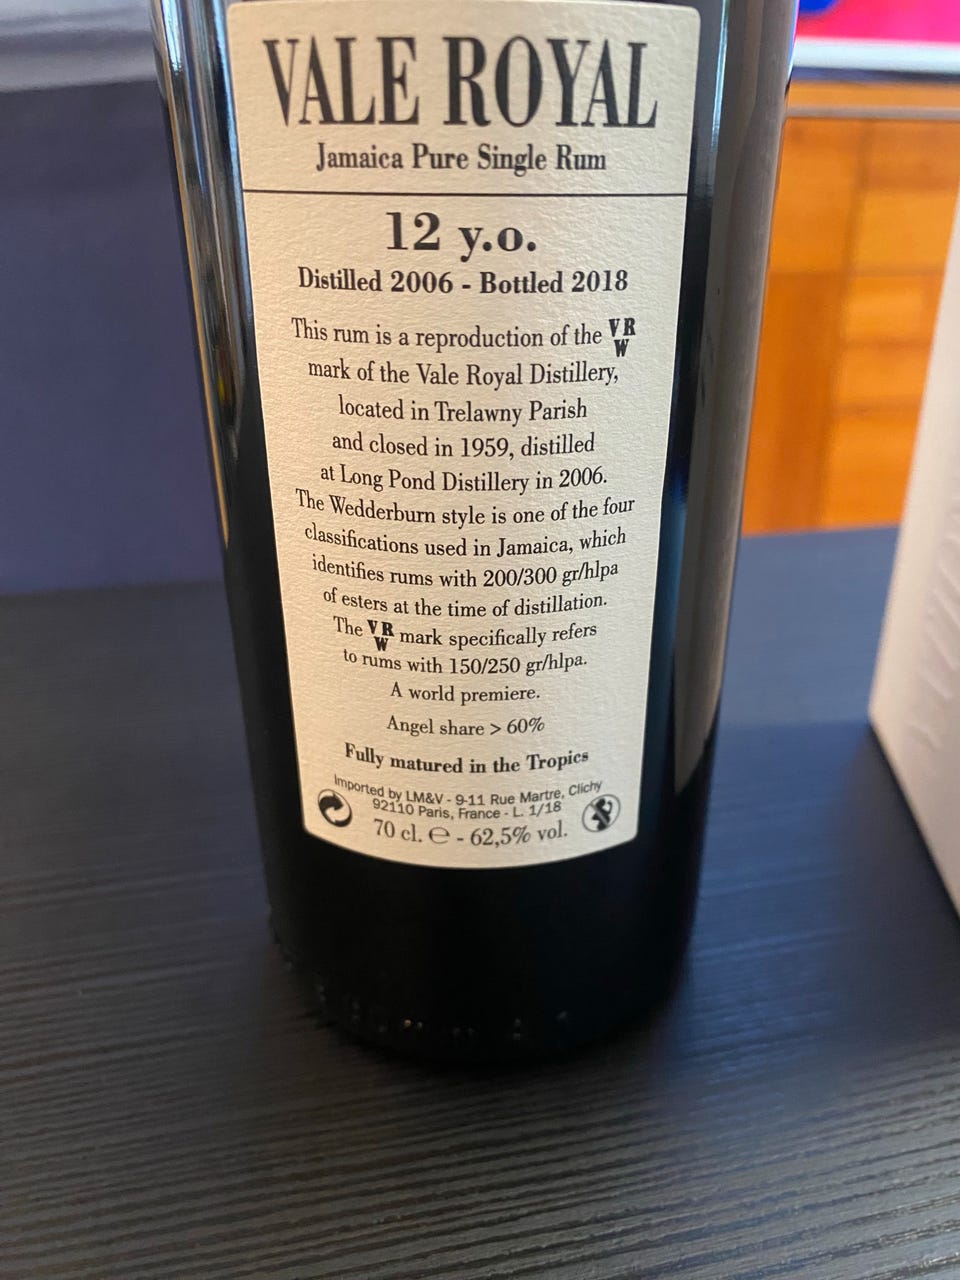 VALE ROYAL
Jamaica Pure Single Rum
12 y.o.
Distilled 2006 - Bottled 2018
This rum is a reproduction of the VRW
mark of the Vale Royal Distillery,
located in Trelawny Parish
and closed in 1959, distilled
at Long Pond Distillery in 2006.
The Wedderburn style is one of the four
classifications used in Jamaica, which
identifies rums with 200/300 gr/hlpa
of esters at the time of distillation.
The VRW mark specifically refers
to rums with 150/250 gr/hlpa.
A world premiere.
Angel share > 60%
Fully matured in the Tropics
Imported by LM&V - 9-11 Rue Martre, Clichy
92110 Paris, France - L. 1/18
70 cl. ℮ - 62,5% vol.